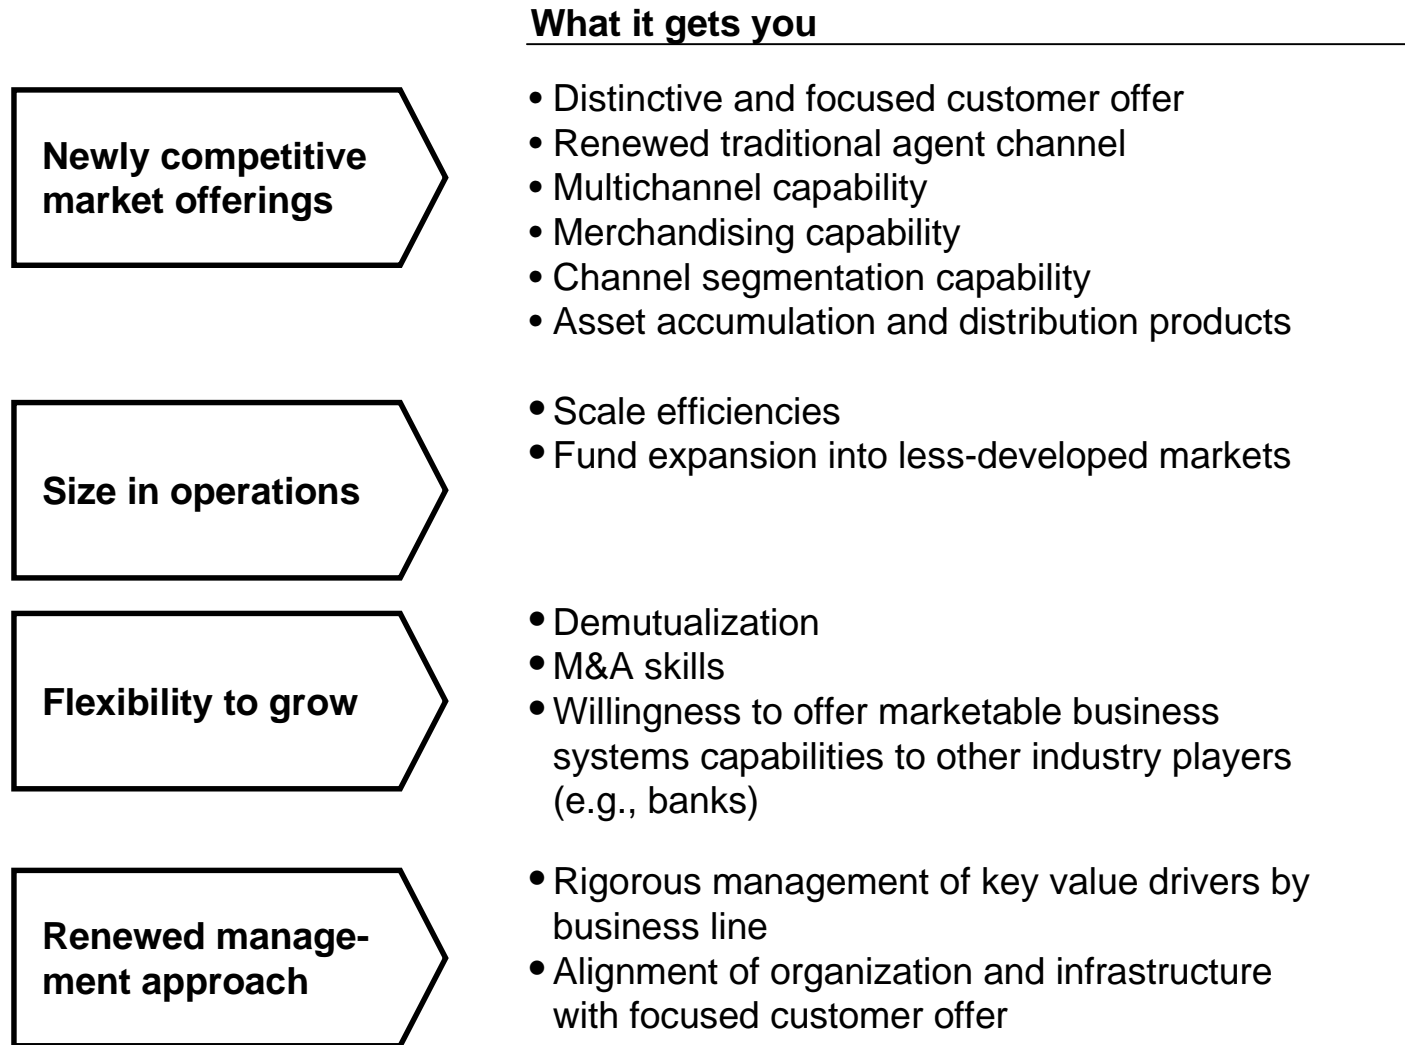 What it gets you
Newly competitive
market offerings
• Distinctive and focused customer offer
• Renewed traditional agent channel
• Multichannel capability
• Merchandising capability
• Channel segmentation capability
• Asset accumulation and distribution products
Size in operations
• Scale efficiencies
• Fund expansion into less-developed markets
Flexibility to grow
• Demutualization
• M&A skills
• Willingness to offer marketable business
systems capabilities to other industry players
(e.g., banks)
Renewed manage-
ment approach
• Rigorous management of key value drivers by
business line
• Alignment of organization and infrastructure
with focused customer offer